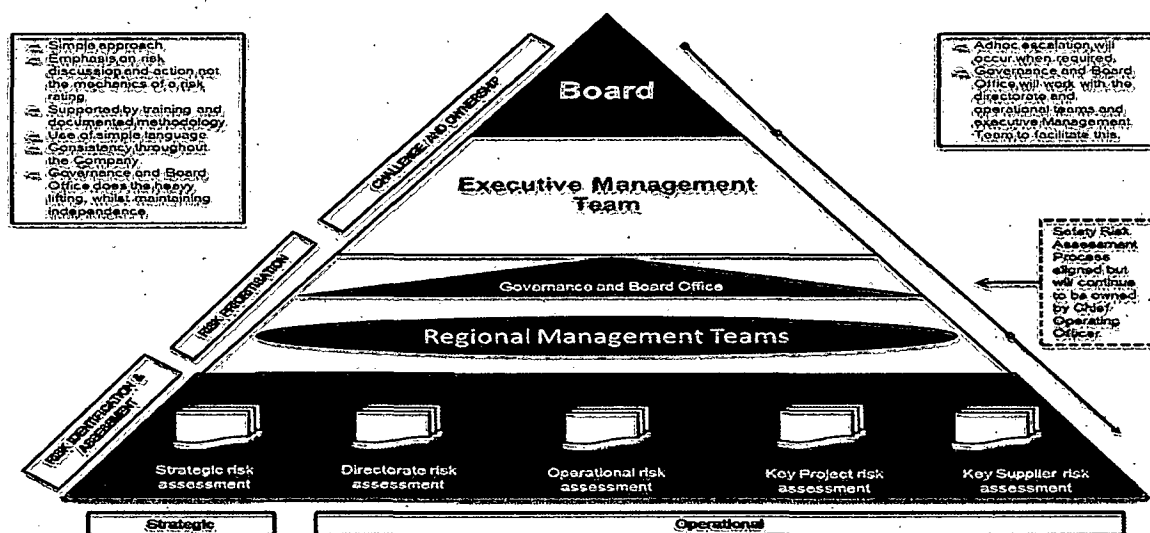 Simple approach
Emphasis on risk
discussion and action not
the mechanics of a risk
rating
Supported by training and
documented methodology
Use of simple language
Consistency throughout
the Company
Governance and Board
Office does the heavy
lifting, whilst maintaining
independence
CHALLENGE AND OWNERSHIP
RISK PRIORITISATION
RISK IDENTIFICATION &
ASSESSMENT
Board
Executive Management
Team
Governance and Board Office
Regional Management Teams
Strategic risk
assessment
Directorate risk
assessment
Operational risk
assessment
Key Project risk
assessment
Key Supplier risk
assessment
Strategic
Operational
Adhoc escalation will
occur when required.
Governance and Board
Office will work with the
directorate and
operational teams and
executive Management
Team to facilitate this.
Safety Risk
Assessment
Process
aligned but
will continue
to be owned
by Chief
Operating
Officer